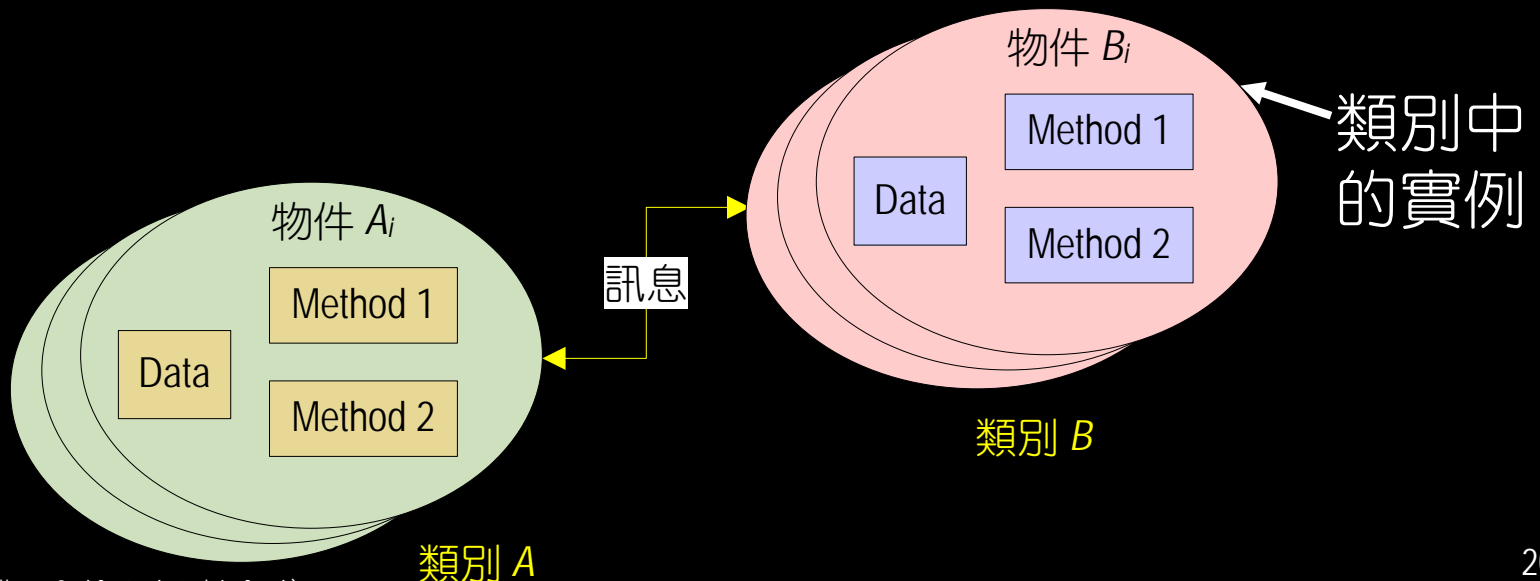 物件 Bi
Method 1
Data
Method 2
類別中
的實例
物件 Ai
Method 1
Data
Method 2
訊息
類別 B
類別 A
2